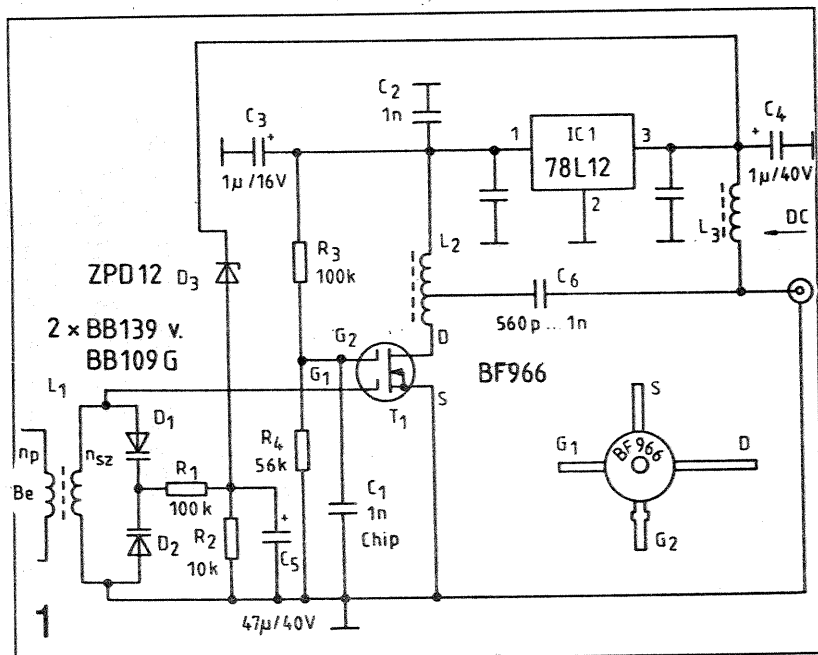 C2
1n
C3
+
1µ/16V
1
IC1
78L12
3
2
C4
+
1µ/40V
L3
DC
L2
R3
100k
ZPD12 D3
C6
560p...1n
2 × BB139 v.
BB109G
G2
G1
D
S
T1
BF966
L1
D1
np
nsz
Be
R1
100k
D2
R2
10k
+
C5
47µ/40V
R4
56k
C1
1n
Chip
S
G1
BF966
D
G2
1